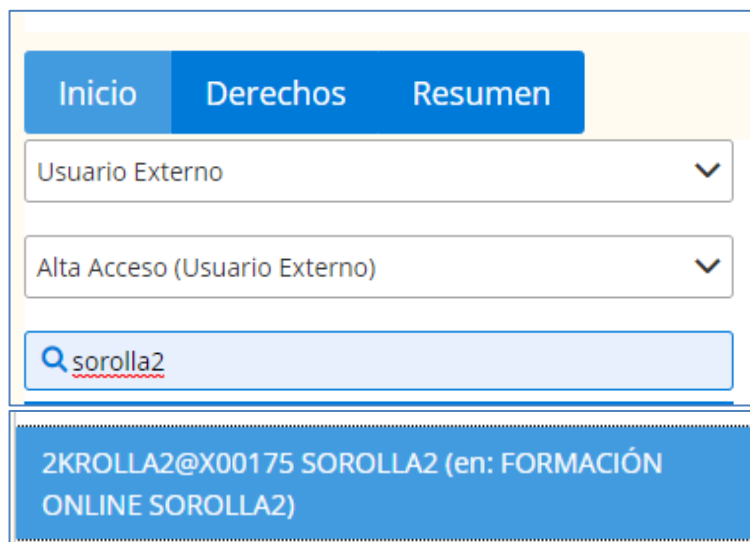 Inicio Derechos Resumen
Usuario Externo
Alta Acceso (Usuario Externo)
sorolla2
2KROLLA2@X00175 SOROLLA2 (en: FORMACIÓN
ONLINE SOROLLA2)